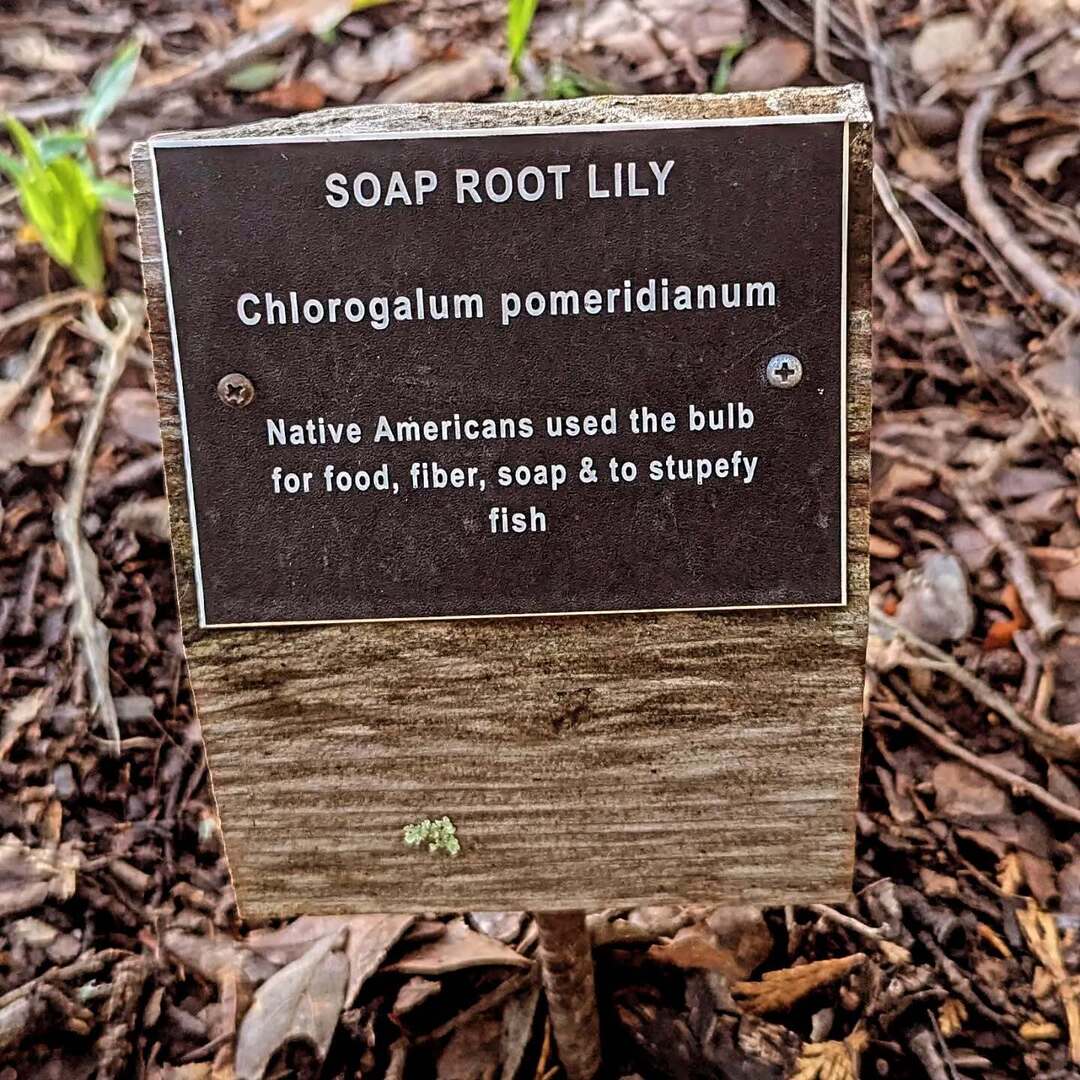 SOAP ROOT LILY
Chlorogalum pomeridianum
Native Americans used the bulb
for food, fiber, soap & to stupefy
fish